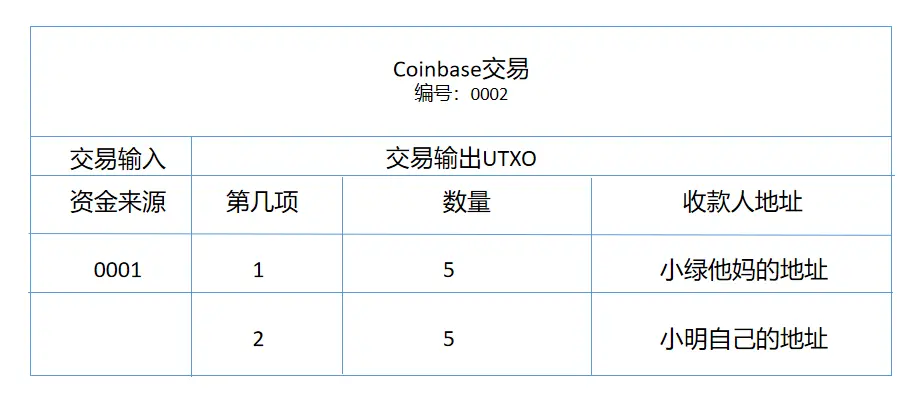 Coinbase交易
编号：0002
交易输入 交易输出UTXO
资金来源 第几项 数量 收款人地址
0001 1 5 小绿他妈的地址
2 5 小明自己的地址